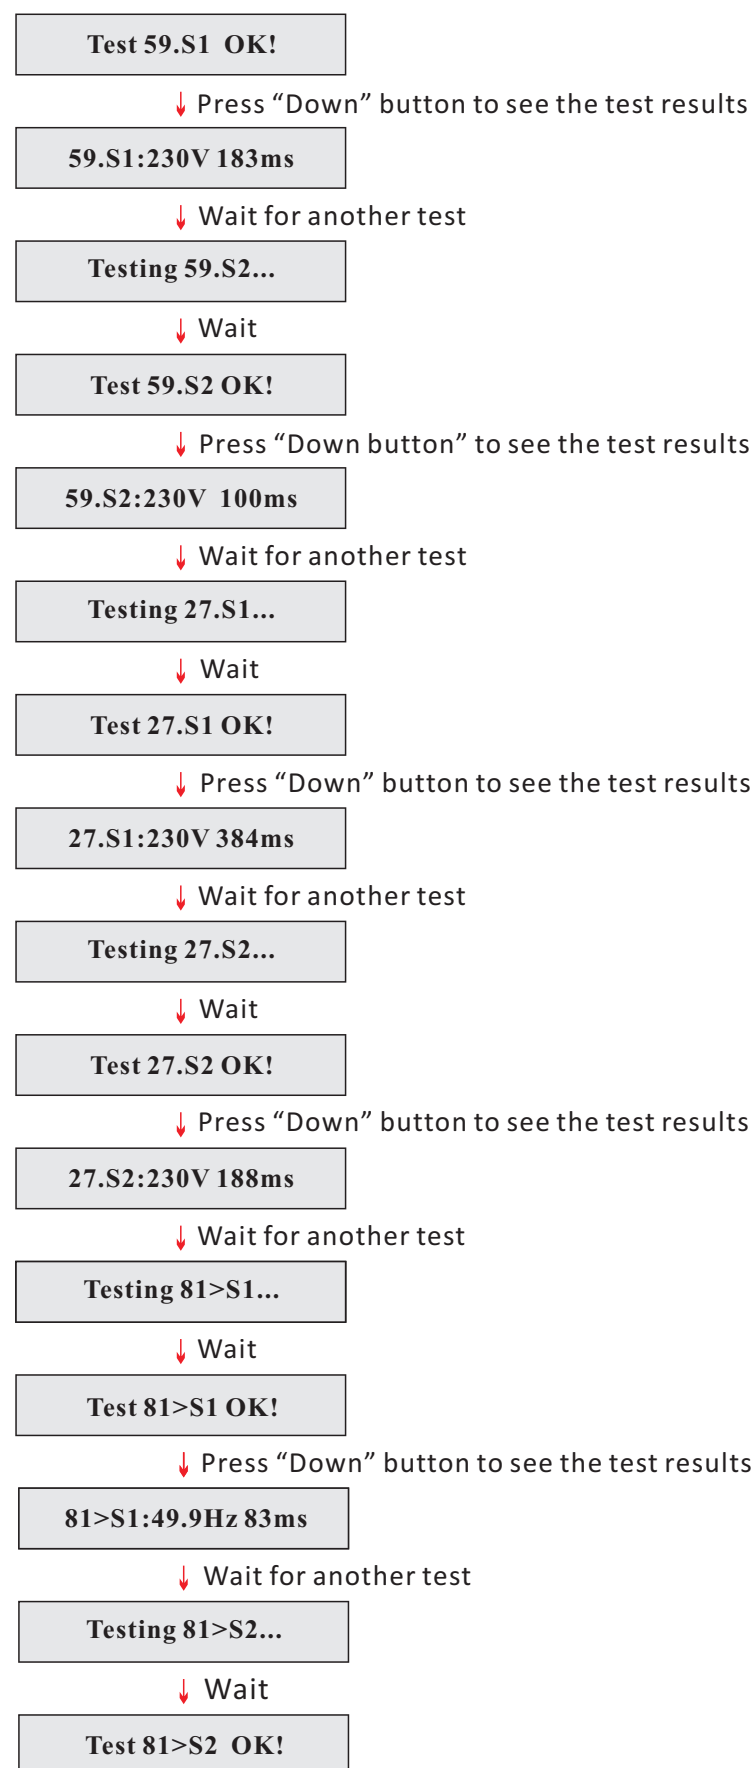 Test 59.S1 OK!
Press “Down” button to see the test results
59.S1:230V 183ms
Wait for another test
Testing 59.S2...
Wait
Test 59.S2 OK!
Press “Down button” to see the test results
59.S2:230V 100ms
Wait for another test
Testing 27.S1...
Wait
Test 27.S1 OK!
Press “Down” button to see the test results
27.S1:230V 384ms
Wait for another test
Testing 27.S2...
Wait
Test 27.S2 OK!
Press “Down” button to see the test results
27.S2:230V 188ms
Wait for another test
Testing 81>S1...
Wait
Test 81>S1 OK!
Press “Down” button to see the test results
81>S1:49.9Hz 83ms
Wait for another test
Testing 81>S2...
Wait
Test 81>S2 OK!